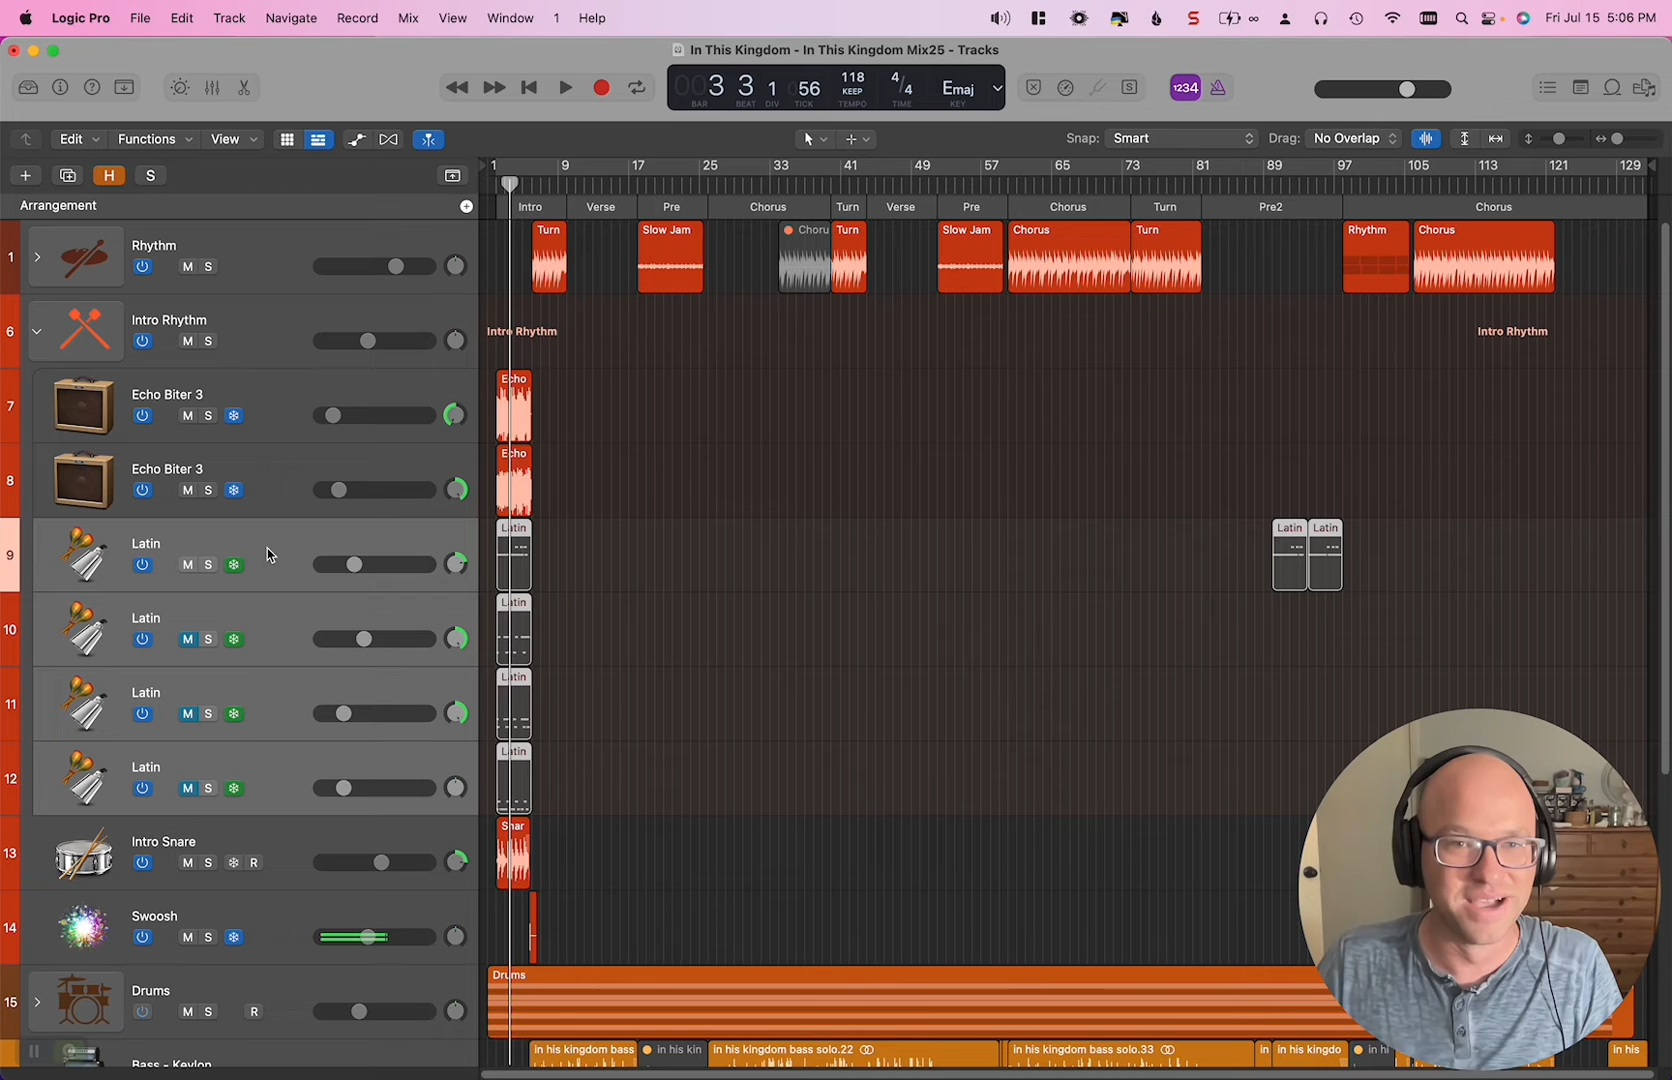 Logic Pro File Edit Track Navigate Record Mix View Window 1 Help Fri Jul 15 5:06 PM
In This Kingdom - In This Kingdom Mix25 - Tracks
003 3 1 056 118 KEEP 4/4 Emaj 1234
BAR BEAT DIV TICK TEMPO TIME KEY
Edit Functions View Snap: Smart Drag: No Overlap
H S 1 9 17 25 33 41 49 57 65 73 81 89 97 105 113 121 129
Arrangement Intro Verse Pre Chorus Turn Verse Pre Chorus Turn Pre2 Chorus
1 Rhythm M S Turn Slow Jam Choru Turn Slow Jam Chorus Turn Rhythm Chorus
6 Intro Rhythm M S Intro Rhythm Intro Rhythm
7 Echo Biter 3 M S Echo
8 Echo Biter 3 M S Echo
9 Latin M S Latin Latin Latin
10 Latin M S Latin
11 Latin M S Latin
12 Latin M S Latin
13 Intro Snare M S R Snar
14 Swoosh M S
15 Drums M S R Drums
Bass - Keylon in his kingdom bass in his kin in his kingdom bass solo.22 in his kingdom bass solo.33 in in his kingdo in hi in his